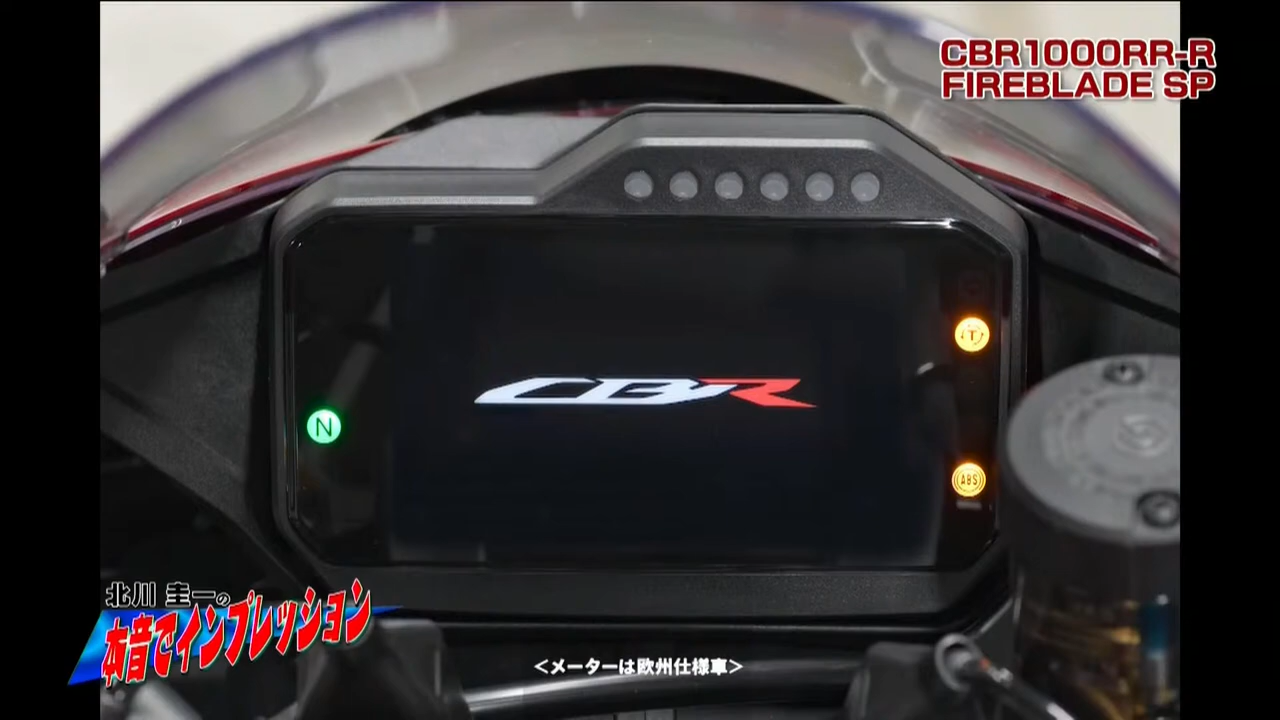 CBR1000RR-R
FIREBLADE SP
CBR
T
N
ABS
北川 圭一の
本音でインプレッション
<メーターは欧州仕様車>